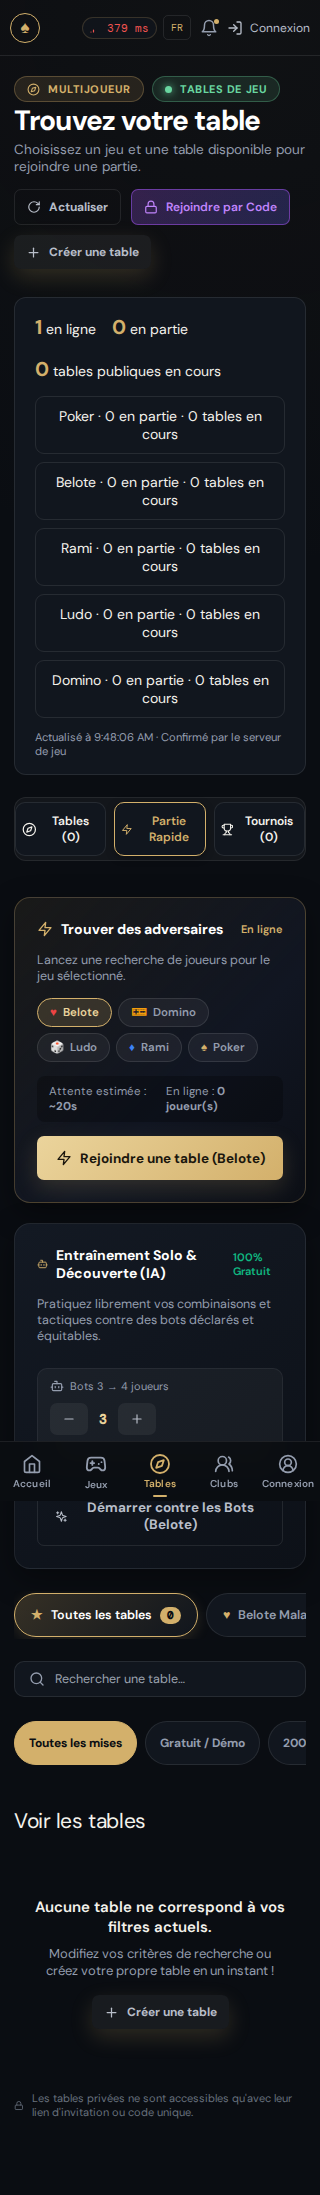 379 ms
FR
Connexion
MULTIJOUEUR
TABLES DE JEU
Trouvez votre table
Choisissez un jeu et une table disponible pour
rejoindre une partie.
Actualiser
Rejoindre par Code
Créer une table
1 en ligne 0 en partie
0 tables publiques en cours
Poker · 0 en partie · 0 tables en
cours
Belote · 0 en partie · 0 tables en
cours
Rami · 0 en partie · 0 tables en
cours
Ludo · 0 en partie · 0 tables en
cours
Domino · 0 en partie · 0 tables en
cours
Actualisé à 9:48:06 AM · Confirmé par le serveur
de jeu
Tables
(0)
Partie
Rapide
Tournois
(0)
Trouver des adversaires
En ligne
Lancez une recherche de joueurs pour le
jeu sélectionné.
Belote
Domino
Ludo
Rami
Poker
Attente estimée :
~20s
En ligne : 0
joueur(s)
Rejoindre une table (Belote)
Entraînement Solo &
Découverte (IA)
100%
Gratuit
Pratiquez librement vos combinaisons et
tactiques contre des bots déclarés et
équitables.
Bots 3 → 4 joueurs
− 3 +
Accueil
Jeux
Tables
Clubs
Connexion
Démarrer contre les Bots
(Belote)
Toutes les tables 0
Belote Mala
Rechercher une table...
Toutes les mises
Gratuit / Démo
200
Voir les tables
Aucune table ne correspond à vos
filtres actuels.
Modifiez vos critères de recherche ou
créez votre propre table en un instant !
Créer une table
Les tables privées ne sont accessibles qu'avec leur
lien d'invitation ou code unique.